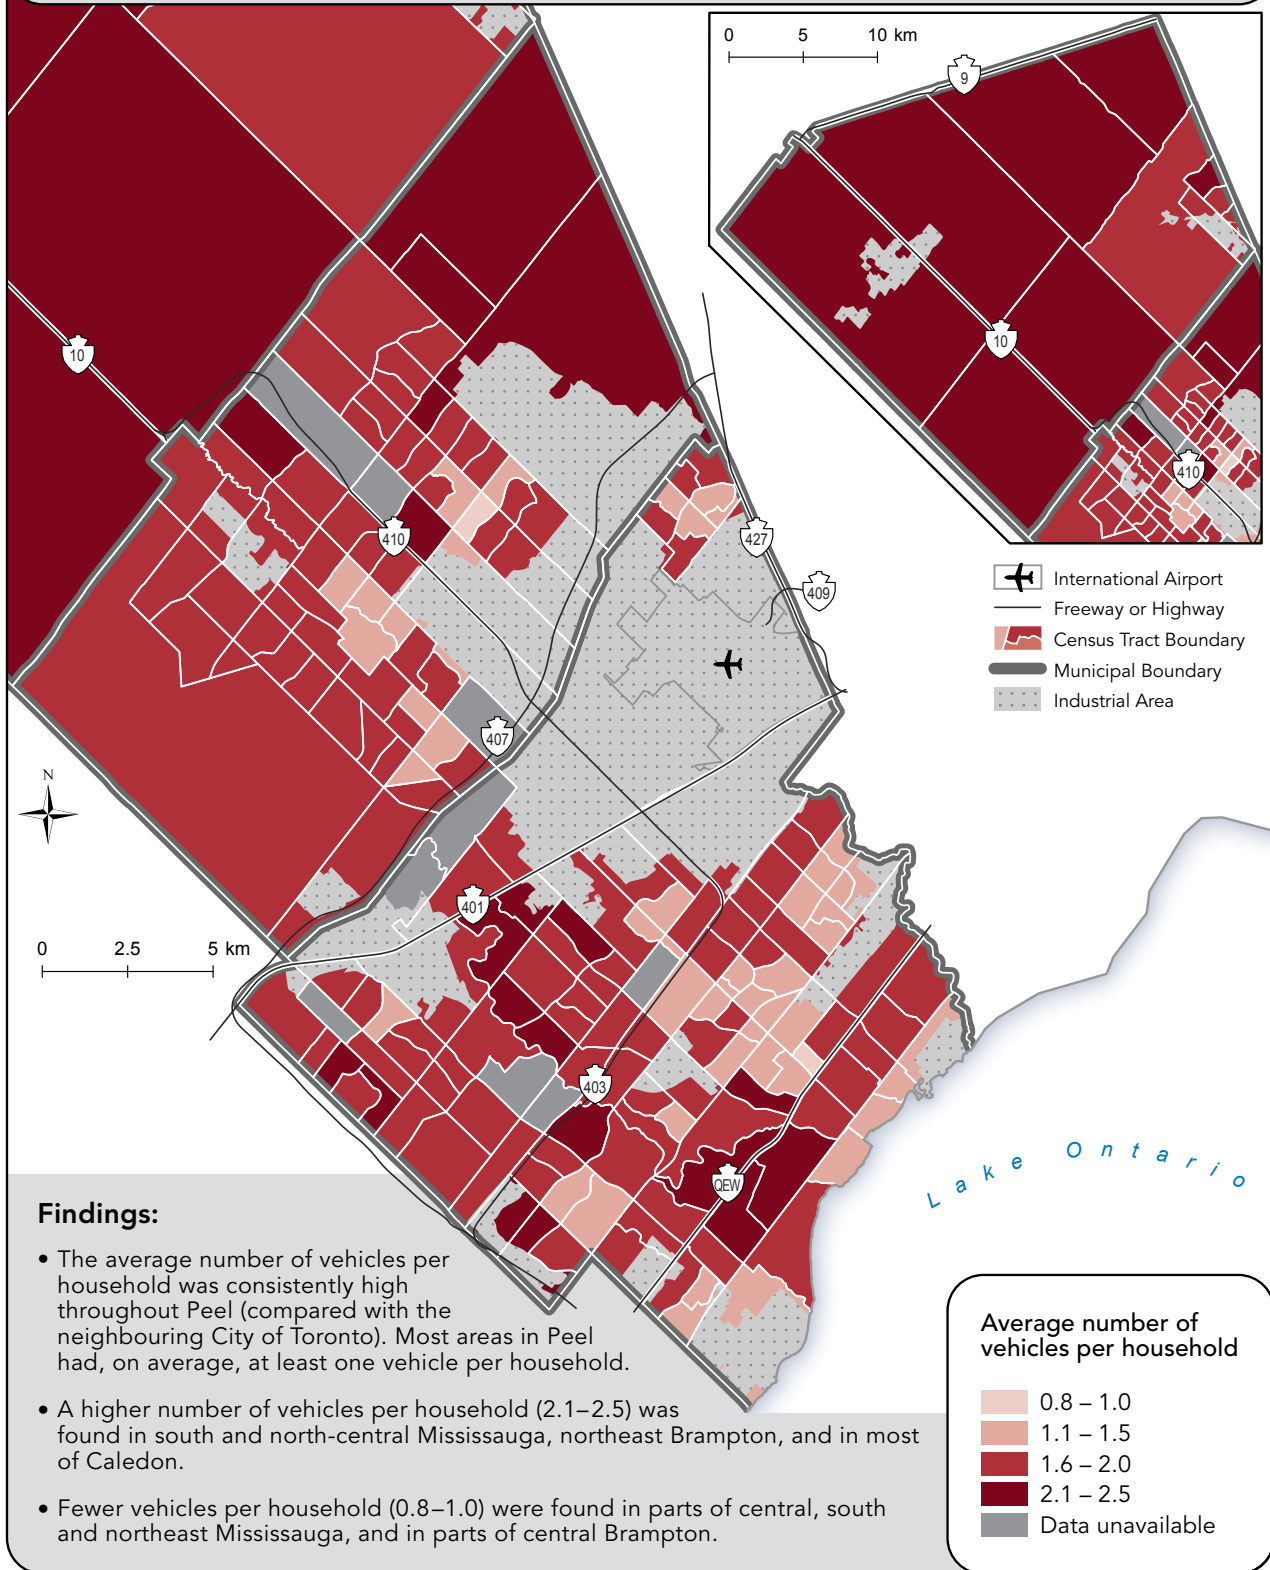 0 5 10 km
9
10
410
10
410
427
409
407
401
403
QEW
International Airport
Freeway or Highway
Census Tract Boundary
Municipal Boundary
Industrial Area
N
0 2.5 5 km
Lake Ontario
Findings:
• The average number of vehicles per
household was consistently high
throughout Peel (compared with the
neighbouring City of Toronto). Most areas in Peel
had, on average, at least one vehicle per household.
• A higher number of vehicles per household (2.1–2.5) was
found in south and north-central Mississauga, northeast Brampton, and in most
of Caledon.
• Fewer vehicles per household (0.8–1.0) were found in parts of central, south
and northeast Mississauga, and in parts of central Brampton.
Average number of
vehicles per household
0.8 – 1.0
1.1 – 1.5
1.6 – 2.0
2.1 – 2.5
Data unavailable